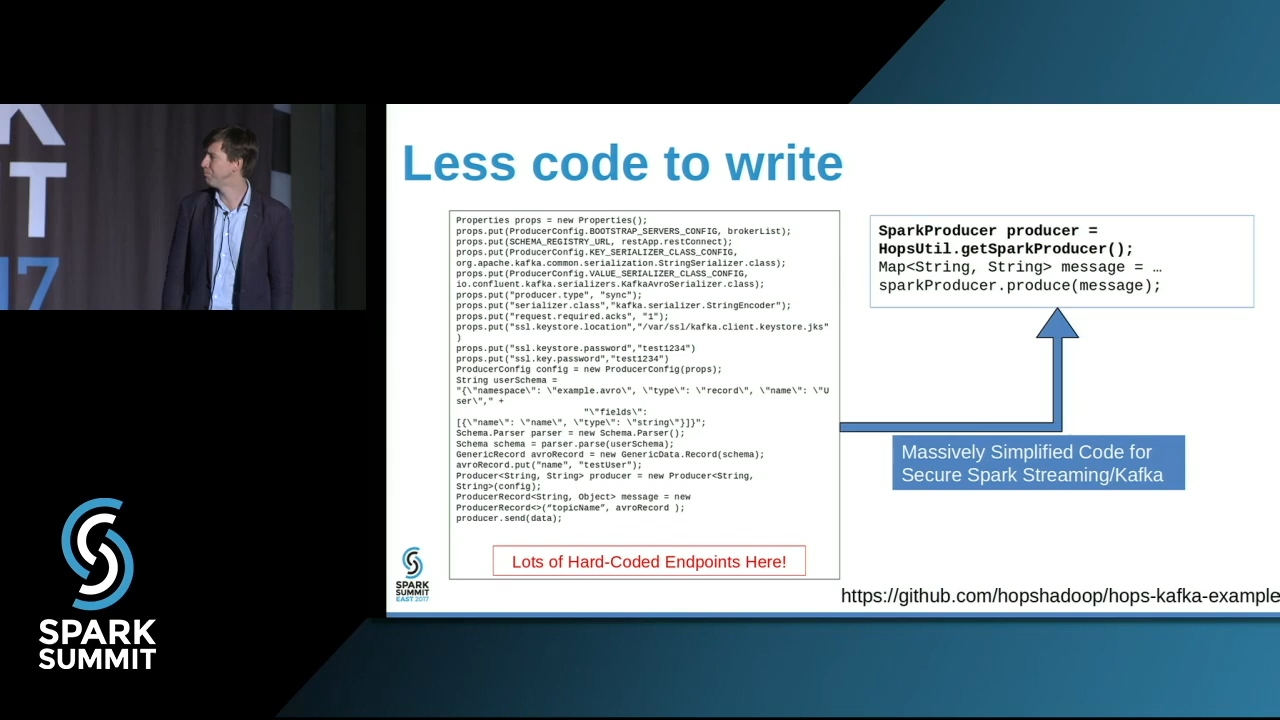 K
IT
17
Less code to write
Properties props = new Properties();
props.put(ProducerConfig.BOOTSTRAP_SERVERS_CONFIG, brokerList);
props.put(SCHEMA_REGISTRY_URL, restApp.restConnect);
props.put(ProducerConfig.KEY_SERIALIZER_CLASS_CONFIG,
org.apache.kafka.common.serialization.StringSerializer.class);
props.put(ProducerConfig.VALUE_SERIALIZER_CLASS_CONFIG,
io.confluent.kafka.serializers.KafkaAvroSerializer.class);
props.put("producer.type", "sync");
props.put("serializer.class","kafka.serializer.StringEncoder");
props.put("request.required.acks", "1");
props.put("ssl.keystore.location","/var/ssl/kafka.client.keystore.jks"
)
props.put("ssl.keystore.password","test1234")
props.put("ssl.key.password","test1234")
ProducerConfig config = new ProducerConfig(props);
String userSchema =
"{\"namespace\": \"example.avro\", \"type\": \"record\", \"name\": \"U
ser\"," +
"\"fields\":
[{\"name\": \"name\", \"type\": \"string\"}]}";
Schema.Parser parser = new Schema.Parser();
Schema schema = parser.parse(userSchema);
GenericRecord avroRecord = new GenericData.Record(schema);
avroRecord.put("name", "testUser");
Producer<String, String> producer = new Producer<String,
String>(config);
ProducerRecord<String, Object> message = new
ProducerRecord<>(“topicName”, avroRecord );
producer.send(data);
Lots of Hard-Coded Endpoints Here!
SparkProducer producer =
HopsUtil.getSparkProducer();
Map<String, String> message = …
sparkProducer.produce(message);
Massively Simplified Code for
Secure Spark Streaming/Kafka
SPARK
SUMMIT
EAST 2017
https://github.com/hopshadoop/hops-kafka-example
SPARK
SUMMIT